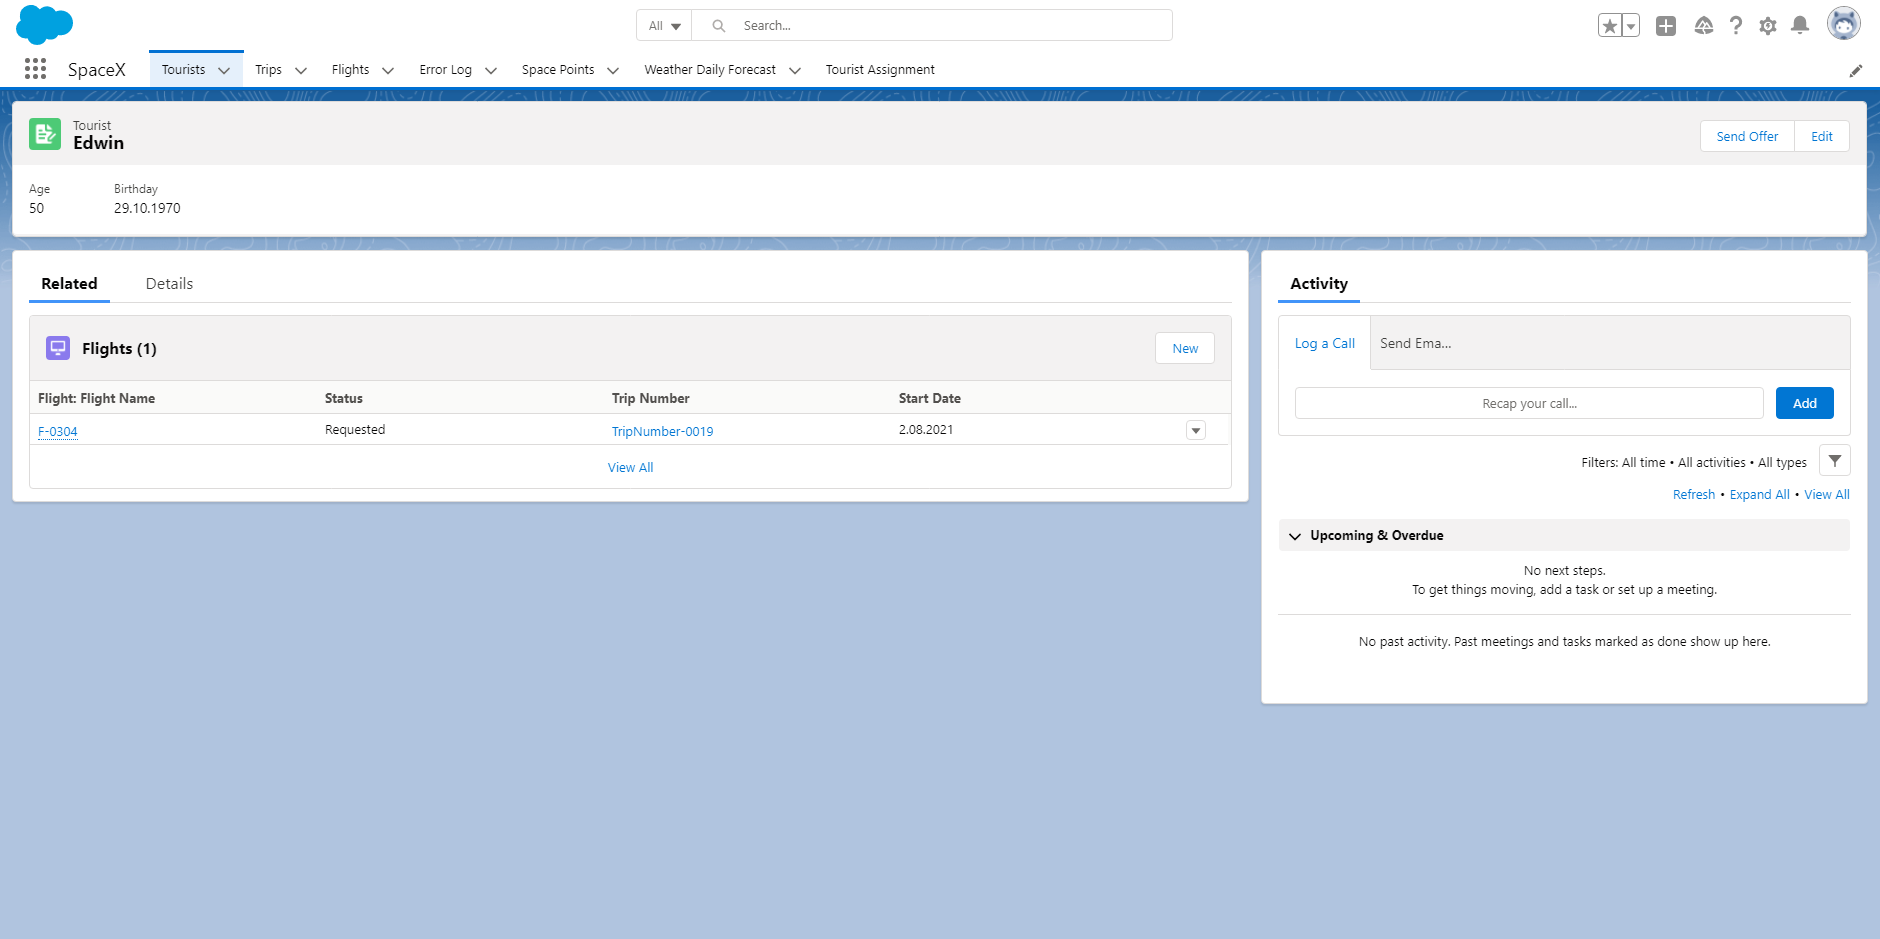 All
Search...
SpaceX
Tourists
Trips
Flights
Error Log
Space Points
Weather Daily Forecast
Tourist Assignment
Tourist
Edwin
Send Offer
Edit
Age
Birthday
50
29.10.1970
Related
Details
Flights (1)
New
Flight: Flight Name
Status
Trip Number
Start Date
F-0304
Requested
TripNumber-0019
2.08.2021
View All
Activity
Log a Call
Send Ema...
Recap your call...
Add
Filters: All time • All activities • All types
Refresh • Expand All • View All
Upcoming & Overdue
No next steps.
To get things moving, add a task or set up a meeting.
No past activity. Past meetings and tasks marked as done show up here.